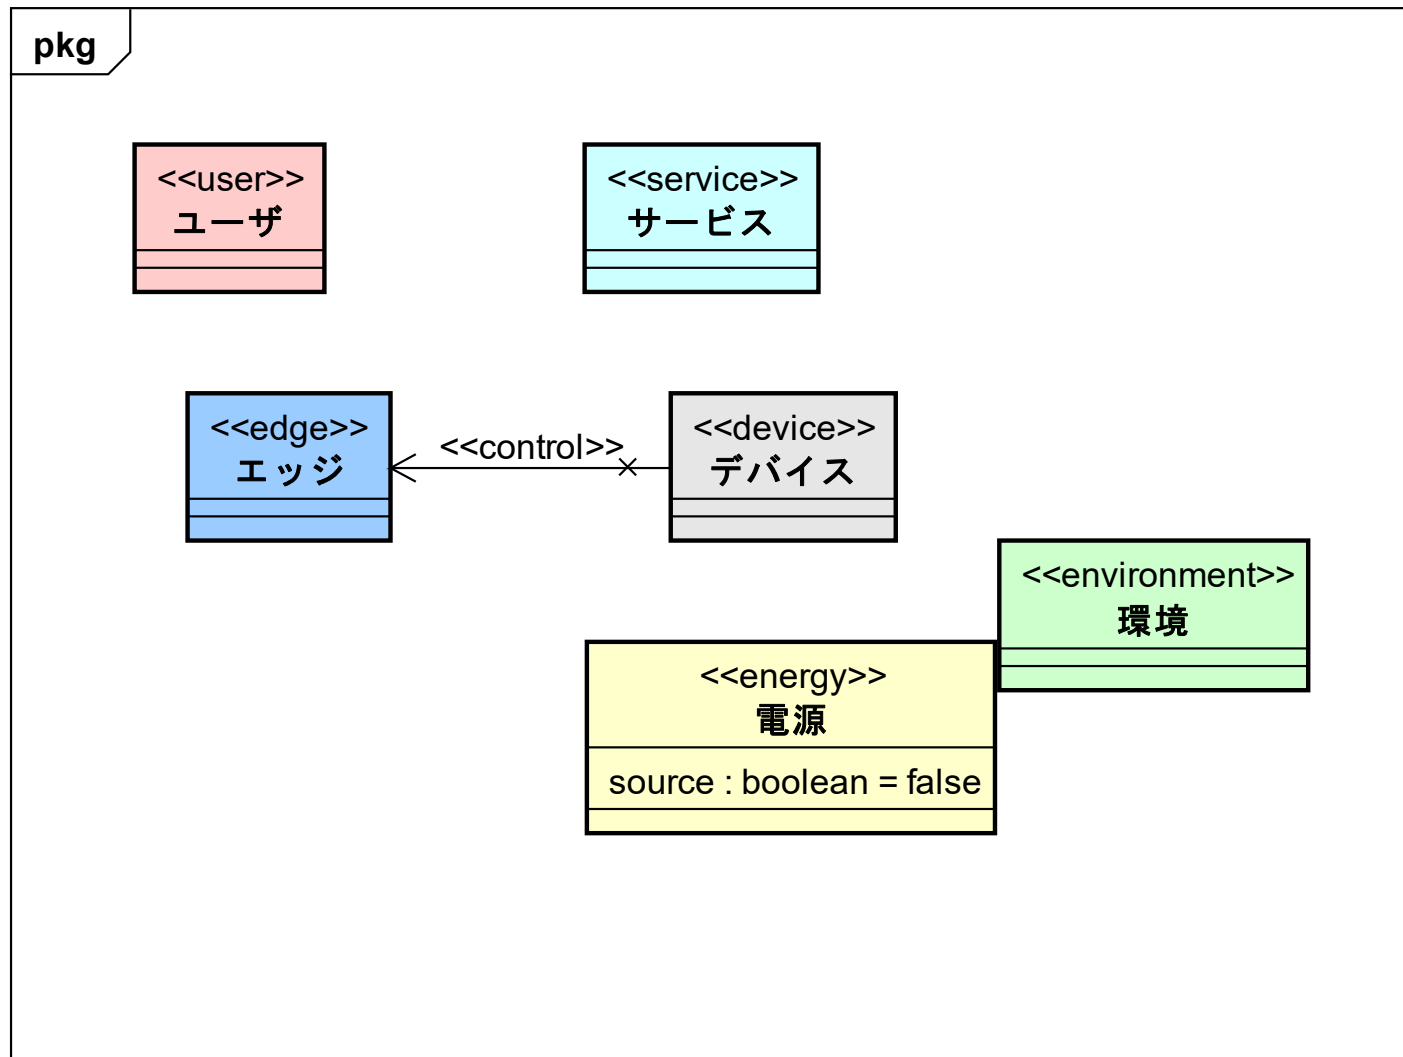 pkg
<<user>>
ユーザ
<<service>>
サービス
<<edge>>
エッジ
<<control>>
<<device>>
デバイス
<<environment>>
環境
<<energy>>
電源
source : boolean = false